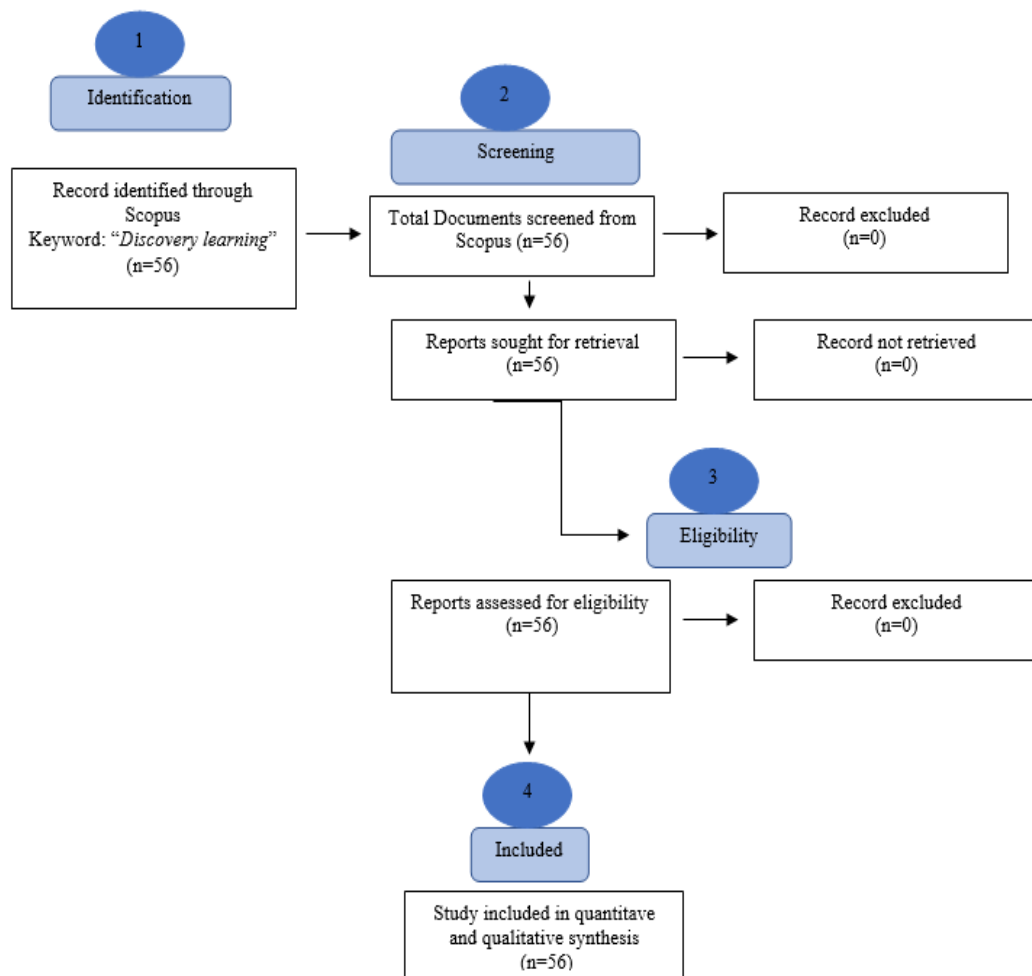 1
Identification
2
Screening
Record identified through
Scopus
Keyword: “Discovery learning”
(n=56)
Total Documents screened from
Scopus (n=56)
Record excluded
(n=0)
Reports sought for retrieval
(n=56)
Record not retrieved
(n=0)
3
Eligibility
Reports assessed for eligibility
(n=56)
Record excluded
(n=0)
4
Included
Study included in quantitave
and qualitative synthesis
(n=56)